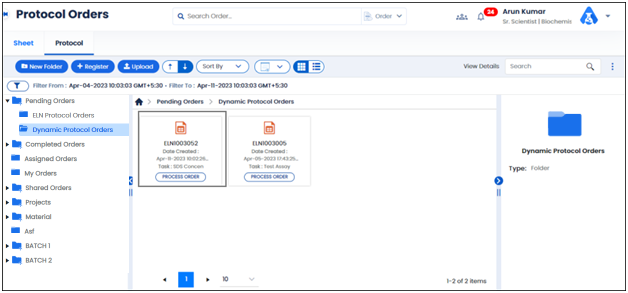 Protocol Orders
Search Order...
Order
24
Arun Kumar
Sr. Scientist | Biochemis
Sheet
Protocol
New Folder
+ Register
Upload
Sort By
View Details
Search
Filter From : Apr-04-2023 10:03:03 GMT+5:30 - Filter To : Apr-11-2023 10:03:03 GMT+5:30
Pending Orders
ELN Protocol Orders
Dynamic Protocol Orders
Completed Orders
Assigned Orders
My Orders
Shared Orders
Projects
Material
Asf
BATCH 1
BATCH 2
Pending Orders > Dynamic Protocol Orders
ELN1003052
Date Created :
Apr-11-2023 10:02:26...
Task : SDS Concen
PROCESS ORDER
ELN1003005
Date Created :
Apr-05-2023 17:43:25...
Task : Test Assay
PROCESS ORDER
1
10
1-2 of 2 items
Dynamic Protocol Orders
Type: Folder